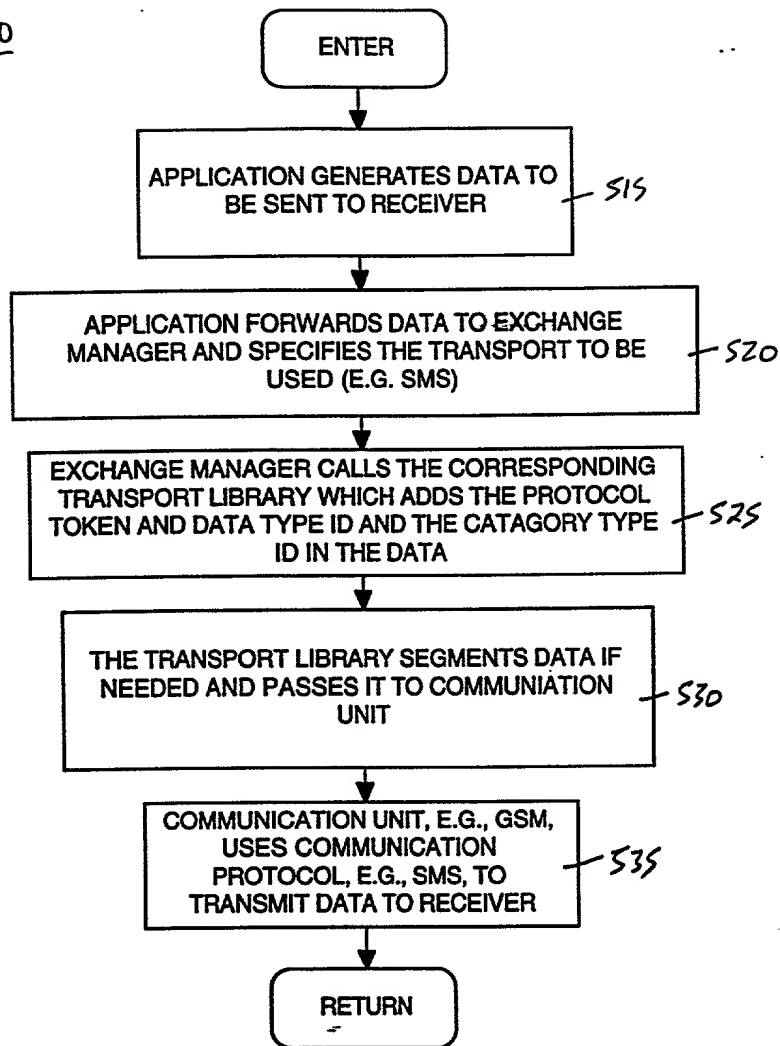 ENTER
APPLICATION GENERATES DATA TO
BE SENT TO RECEIVER
515
APPLICATION FORWARDS DATA TO EXCHANGE
MANAGER AND SPECIFIES THE TRANSPORT TO BE
USED (E.G. SMS)
520
EXCHANGE MANAGER CALLS THE CORRESPONDING
TRANSPORT LIBRARY WHICH ADDS THE PROTOCOL
TOKEN AND DATA TYPE ID AND THE CATAGORY TYPE
ID IN THE DATA
525
THE TRANSPORT LIBRARY SEGMENTS DATA IF
NEEDED AND PASSES IT TO COMMUNIATION
UNIT
530
COMMUNICATION UNIT, E.G., GSM,
USES COMMUNICATION
PROTOCOL, E.G., SMS, TO
TRANSMIT DATA TO RECEIVER
535
RETURN